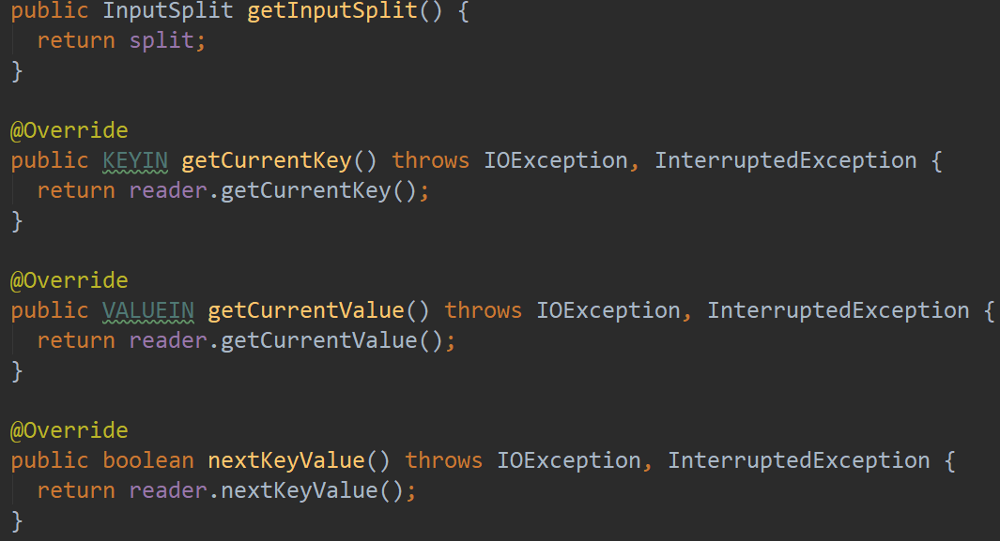 public InputSplit getInputSplit() {
  return split;
}
@Override
public KEYIN getCurrentKey() throws IOException, InterruptedException {
  return reader.getCurrentKey();
}
@Override
public VALUEIN getCurrentValue() throws IOException, InterruptedException {
  return reader.getCurrentValue();
}
@Override
public boolean nextKeyValue() throws IOException, InterruptedException {
  return reader.nextKeyValue();
}